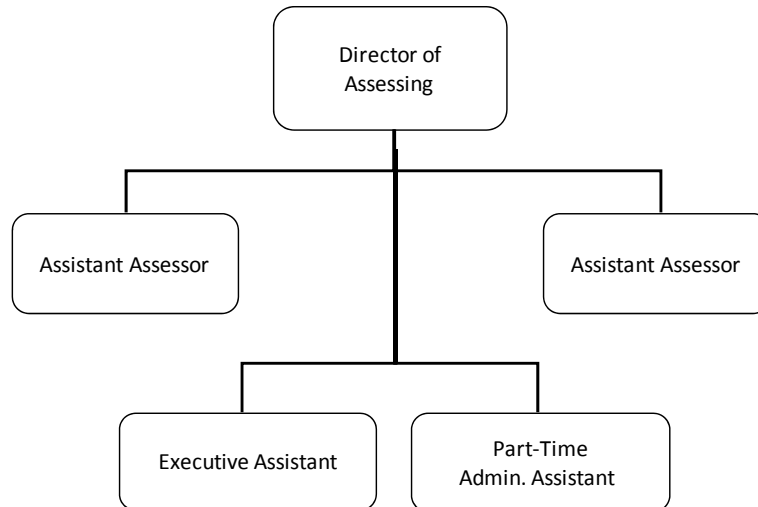 Director of
Assessing
Assistant Assessor
Assistant Assessor
Executive Assistant
Part-Time
Admin. Assistant